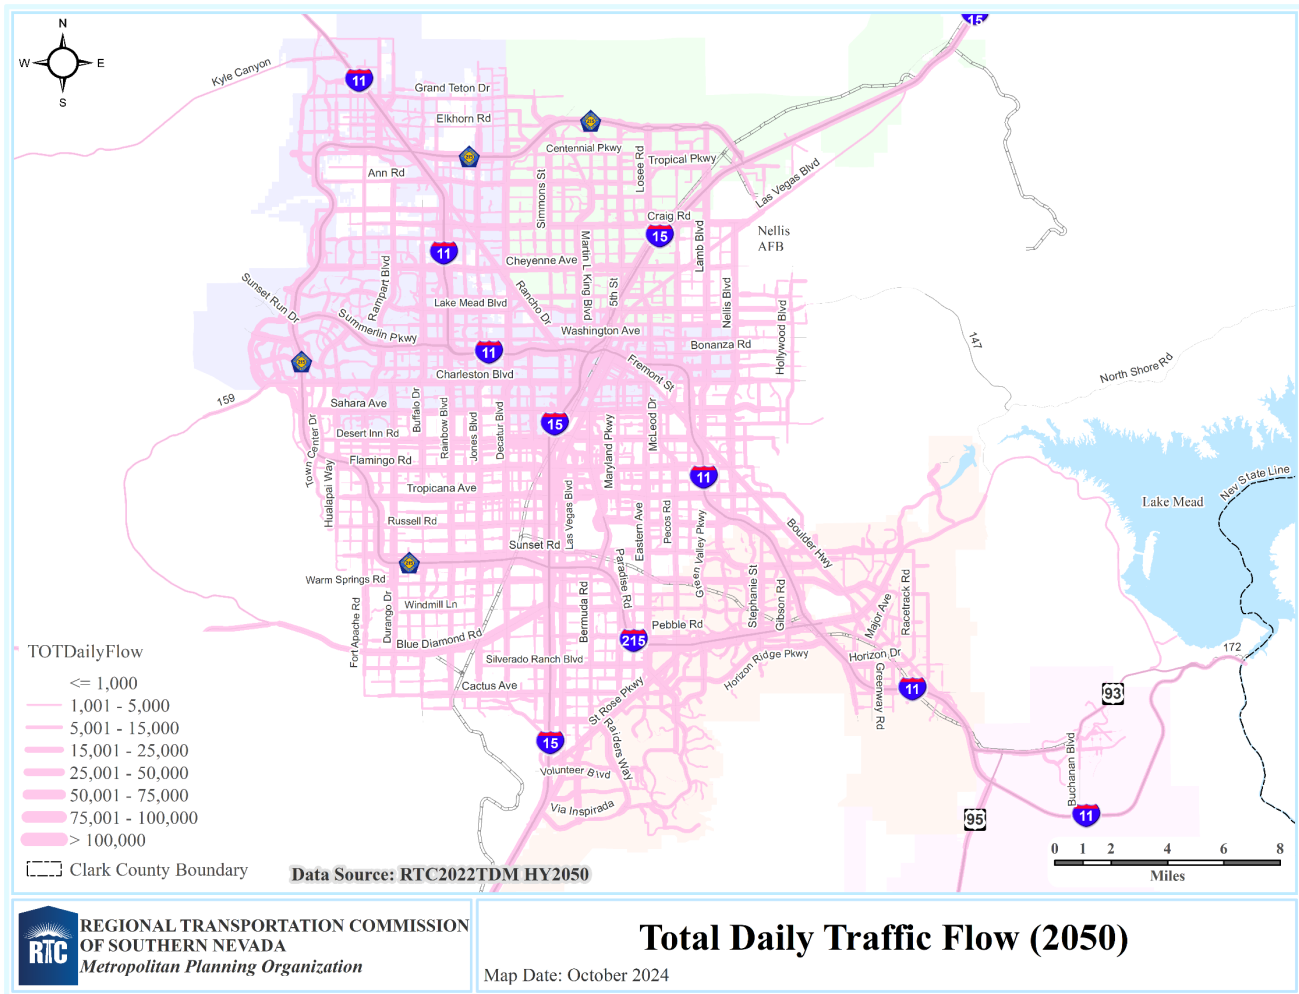 N
W
E
S
15
Kyle Canyon
11
Grand Teton Dr
Elkhorn Rd
215
Centennial Pkwy
215
Losee Rd
Tropical Pkwy
Ann Rd
Simmons St
Las Vegas Blvd
Craig Rd
15
Nellis
AFB
Lamb Blvd
11
Martin L King Blvd
Cheyenne Ave
Rampart Blvd
Sunset Run Dr
5th St
Lake Mead Blvd
Rancho Dr
Nellis Blvd
Hollywood Blvd
Summerlin Pkwy
Washington Ave
Bonanza Rd
11
147
North Shore Rd
215
Fremont St
Charleston Blvd
159
Sahara Ave
Buffalo Dr
Rainbow Blvd
Jones Blvd
Decatur Blvd
15
Maryland Pkwy
McLeod Dr
Town Center Dr
Desert Inn Rd
Flamingo Rd
11
Hualapai Way
Tropicana Ave
Las Vegas Blvd
Nev State Line
Lake Mead
Russell Rd
Eastern Ave
Pecos Rd
Green Valley Pkwy
Boulder Hwy
Sunset Rd
215
Warm Springs Rd
Paradise Rd
Stephanie St
Gibson Rd
Racetrack Rd
Fort Apache Rd
Durango Dr
Windmill Ln
Bermuda Rd
Major Ave
Blue Diamond Rd
215
Pebble Rd
Silverado Ranch Blvd
Horizon Ridge Pkwy
Horizon Dr
172
Cactus Ave
St Rose Pkwy
Greenway Rd
11
93
15
Raiders Way
Buchanan Blvd
Volunteer Blvd
Via Inspirada
95
11
TOTDailyFlow
<= 1,000
1,001 - 5,000
5,001 - 15,000
15,001 - 25,000
25,001 - 50,000
50,001 - 75,000
75,001 - 100,000
> 100,000
Clark County Boundary
Data Source: RTC2022TDM HY2050
0 1 2 4 6 8
Miles
RTC
REGIONAL TRANSPORTATION COMMISSION
OF SOUTHERN NEVADA
Metropolitan Planning Organization
Total Daily Traffic Flow (2050)
Map Date: October 2024